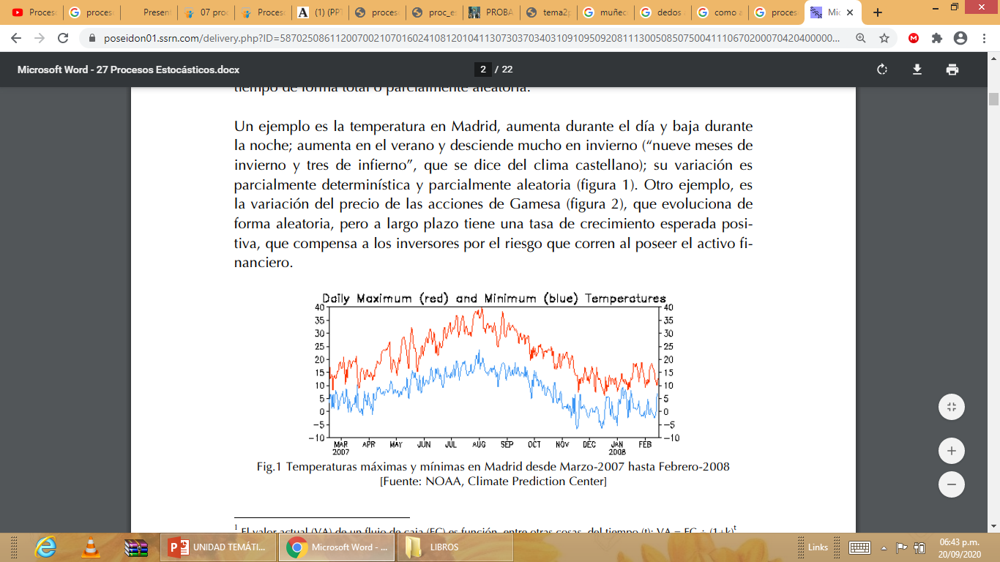 Proceso
proceso
Present
07 proc
Proceso
(1) (PPT
proceso
proc_es
PROBA
tema2p
muñec
dedos
como a
proces
Mic
poseidon01.ssrn.com/delivery.php?ID=
Microsoft Word - 27 Procesos Estocásticos.docx
2 / 22
tiempo de forma total o parcialmente aleatoria.
Un ejemplo es la temperatura en Madrid, aumenta durante el día y baja durante
la noche; aumenta en el verano y desciende mucho en invierno (“nueve meses de
invierno y tres de infierno”, que se dice del clima castellano); su variación es
parcialmente determinística y parcialmente aleatoria (figura 1). Otro ejemplo, es
la variación del precio de las acciones de Gamesa (figura 2), que evoluciona de
forma aleatoria, pero a largo plazo tiene una tasa de crecimiento esperada posi-
tiva, que compensa a los inversores por el riesgo que corren al poseer el activo fi-
nanciero.
Daily Maximum (red) and Minimum (blue) Temperatures
40 40
35 35
30 30
25 25
20 20
15 15
10 10
5 5
0 0
-5 -5
-10 -10
MAR APR MAY JUN JUL AUG SEP OCT NOV DEC JAN FEB
2007 2008
Fig.1 Temperaturas máximas y mínimas en Madrid desde Marzo-2007 hasta Febrero-2008
[Fuente: NOAA, Climate Prediction Center]
1 El valor actual (VA) de un flujo de caja (FC) es función, entre otras cosas, del tiempo (t): VA = FC ÷ (1+k)t
UNIDAD TEMÁTI...
Microsoft Word - ...
LIBROS
Links
06:43 p.m.
20/09/2020